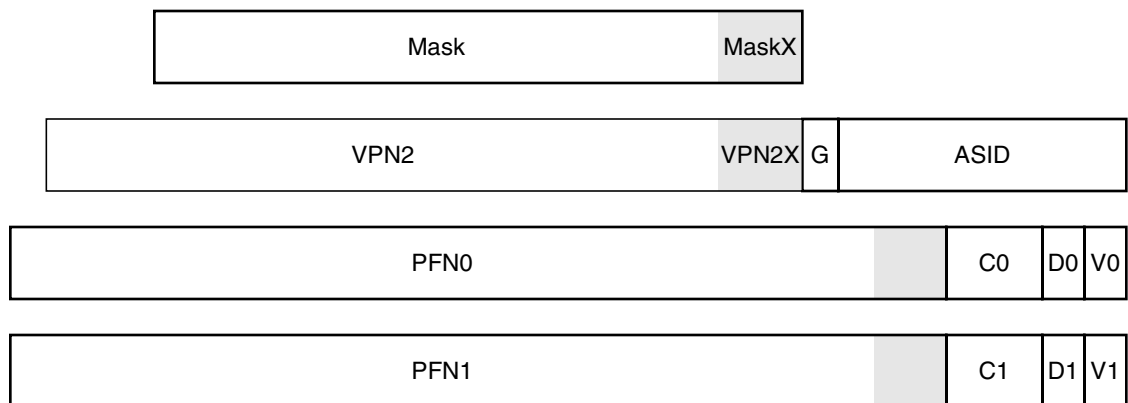 Mask MaskX
VPN2 VPN2X G ASID
PFN0 C0 D0 V0
PFN1 C1 D1 V1